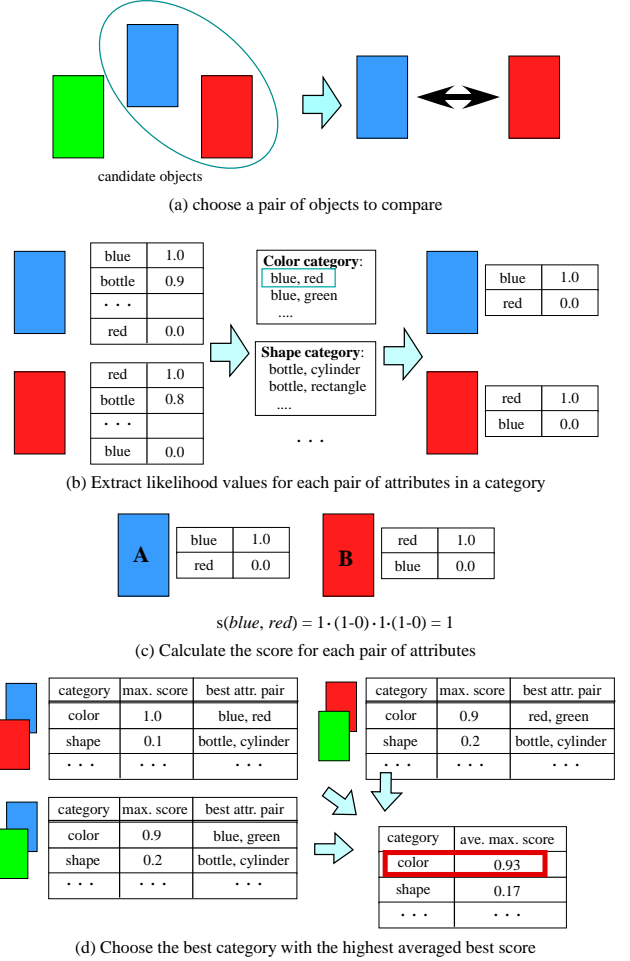 candidate objects
(a) choose a pair of objects to compare
blue 1.0
bottle 0.9
. . .
red 0.0
red 1.0
bottle 0.8
. . .
blue 0.0
Color category:
blue, red
blue, green
....
Shape category:
bottle, cylinder
bottle, rectangle
....
. . .
blue 1.0
red 0.0
red 1.0
blue 0.0
(b) Extract likelihood values for each pair of attributes in a category
A
blue 1.0
red 0.0
B
red 1.0
blue 0.0
s(blue, red) = 1·(1-0)·1·(1-0) = 1
(c) Calculate the score for each pair of attributes
category max. score best attr. pair
color 1.0 blue, red
shape 0.1 bottle, cylinder
. . . . . . . . .
category max. score best attr. pair
color 0.9 red, green
shape 0.2 bottle, cylinder
. . . . . . . . .
category max. score best attr. pair
color 0.9 blue, green
shape 0.2 bottle, cylinder
. . . . . . . . .
category ave. max. score
color 0.93
shape 0.17
. . . . . .
(d) Choose the best category with the highest averaged best score